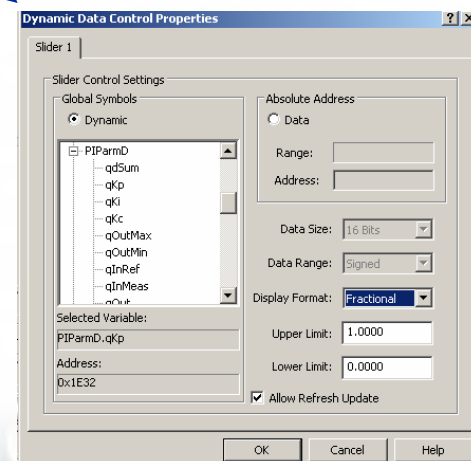 Dynamic Data Control Properties
Slider 1
Slider Control Settings
Global Symbols
Dynamic
PIParmD
qdSum
qKp
qKi
qKc
qOutMax
qOutMin
qInRef
qInMeas
qOut
Selected Variable:
PIParmD.qKp
Address:
0x1E32
Absolute Address
Data
Range:
Address:
Data Size: 16 Bits
Data Range: Signed
Display Format: Fractional
Upper Limit: 1.0000
Lower Limit: 0.0000
Allow Refresh Update
OK Cancel Help